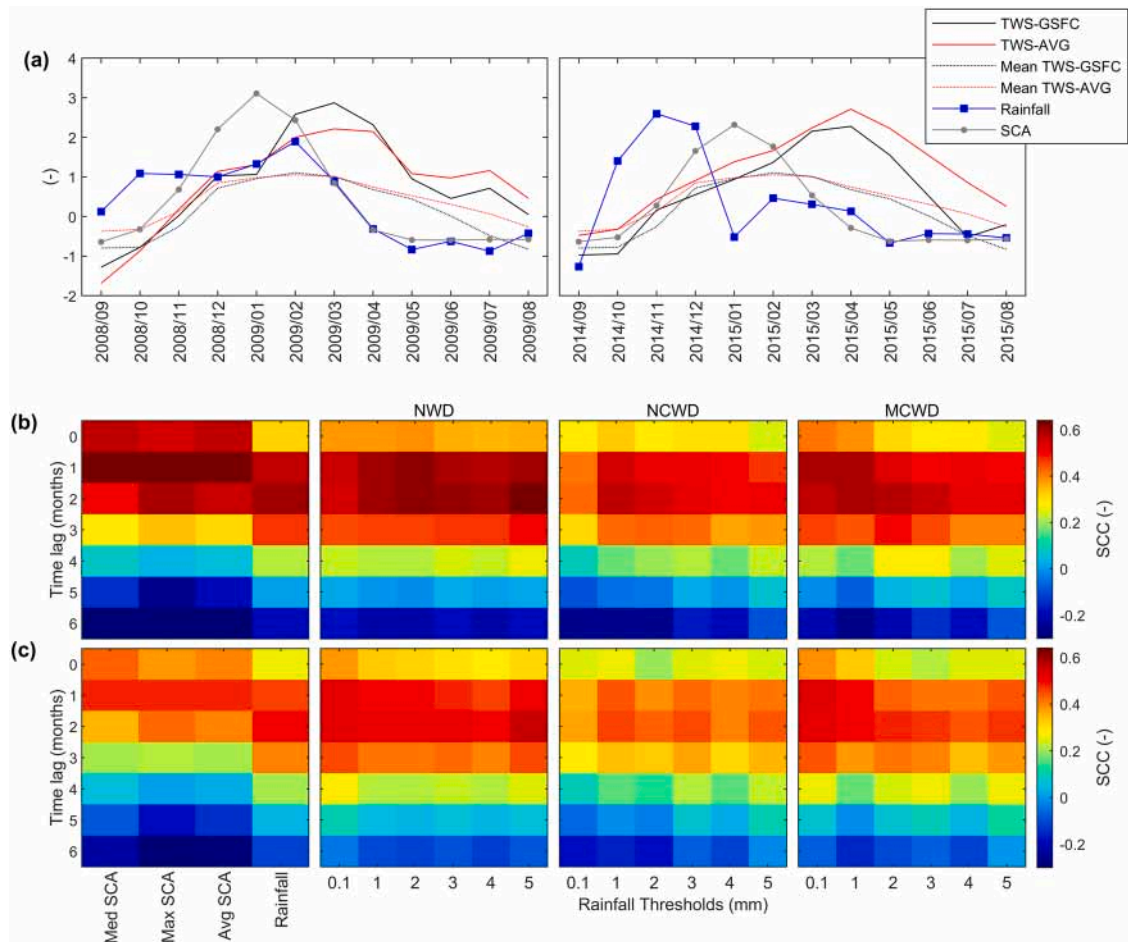 TWS-GSFC
TWS-AVG
Mean TWS-GSFC
Mean TWS-AVG
Rainfall
SCA
(a)
4
3
2
1
0
-1
-2
(-)
2008/09
2008/10
2008/11
2008/12
2009/01
2009/02
2009/03
2009/04
2009/05
2009/06
2009/07
2009/08
2014/09
2014/10
2014/11
2014/12
2015/01
2015/02
2015/03
2015/04
2015/05
2015/06
2015/07
2015/08
(b)
NWD
NCWD
MCWD
Time lag (months)
0
1
2
3
4
5
6
0.6
0.4
0.2
0
-0.2
SCC (-)
(c)
Time lag (months)
0
1
2
3
4
5
6
0.6
0.4
0.2
0
-0.2
SCC (-)
Med SCA
Max SCA
Avg SCA
Rainfall
0.1 1 2 3 4 5
0.1 1 2 3 4 5
0.1 1 2 3 4 5
Rainfall Thresholds (mm)